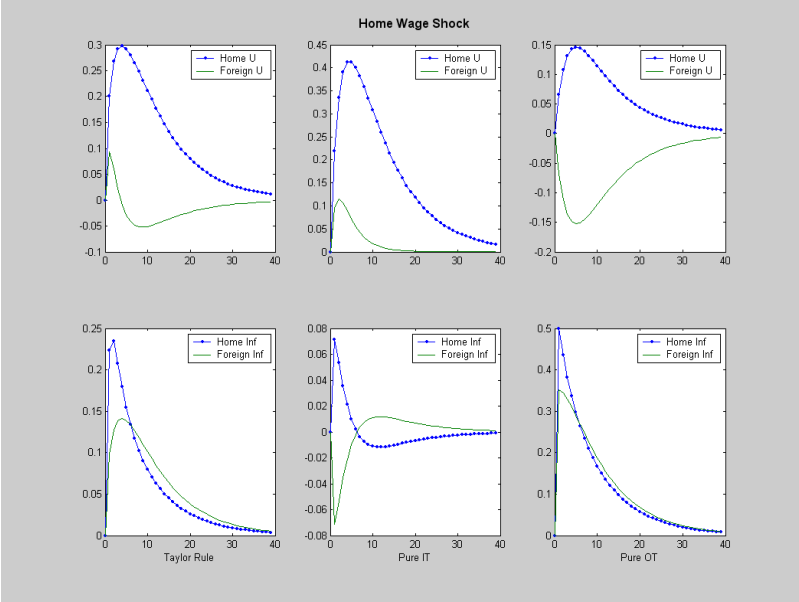 Home Wage Shock
0.3
0.25
0.2
0.15
0.1
0.05
0
-0.05
-0.1
0 10 20 30 40
Home U
Foreign U
0.45
0.4
0.35
0.3
0.25
0.2
0.15
0.1
0.05
0
0 10 20 30 40
Home U
Foreign U
0.15
0.1
0.05
0
-0.05
-0.1
-0.15
-0.2
0 10 20 30 40
Home U
Foreign U
0.25
0.2
0.15
0.1
0.05
0
0 10 20 30 40
Taylor Rule
Home Inf
Foreign Inf
0.08
0.06
0.04
0.02
0
-0.02
-0.04
-0.06
-0.08
0 10 20 30 40
Pure IT
Home Inf
Foreign Inf
0.5
0.4
0.3
0.2
0.1
0
0 10 20 30 40
Pure OT
Home Inf
Foreign Inf